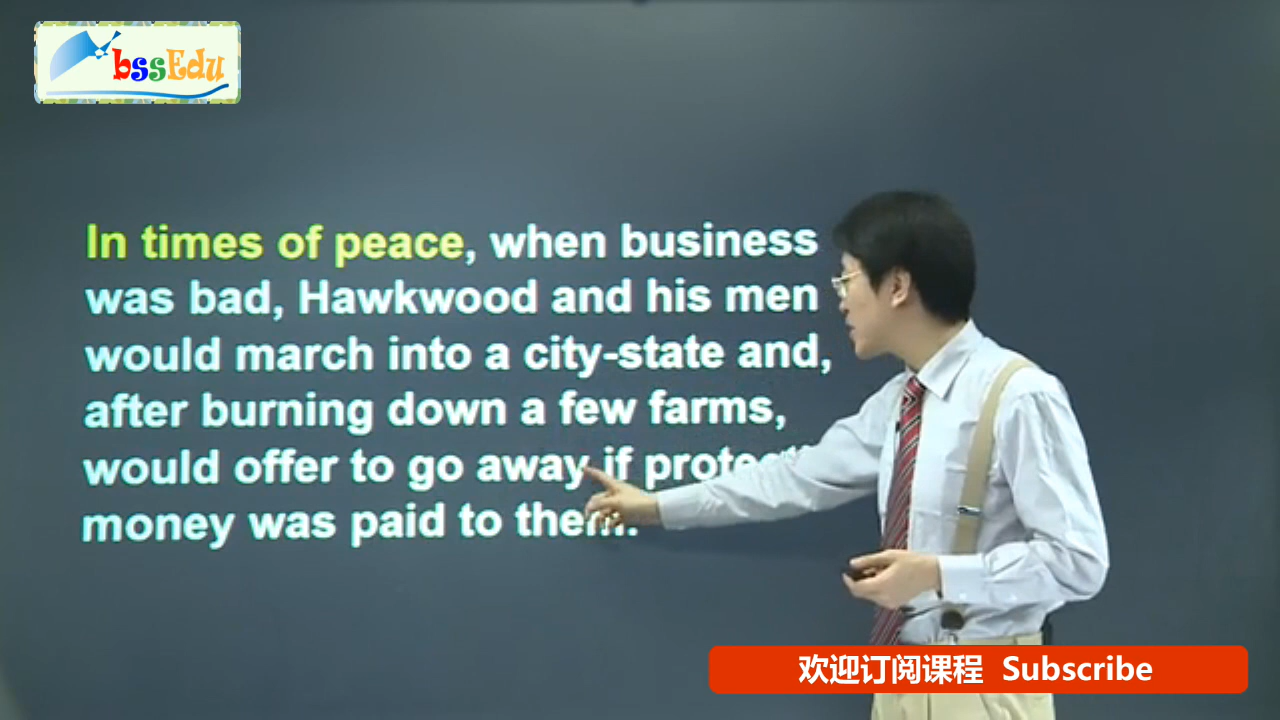 bssEdu
In times of peace, when business
was bad, Hawkwood and his men
would march into a city-state and,
after burning down a few farms,
would offer to go away if
money was paid to them.
欢迎订阅课程 Subscribe